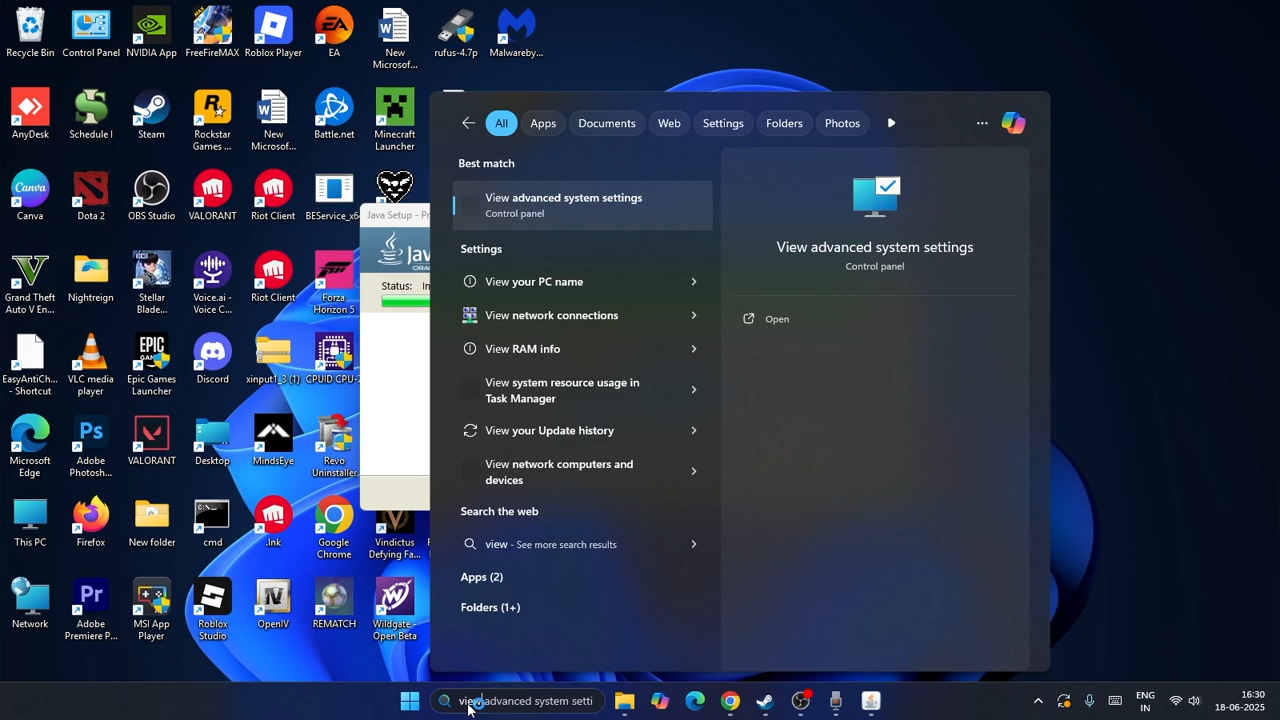 Recycle Bin
Control Panel
NVIDIA App
FreeFireMAX
Roblox Player
EA
New
Microsof...
rufus-4.7p
Malwareby...
AnyDesk
Schedule I
Steam
Rockstar
Games ...
New
Microsof...
Battle.net
Minecraft
Launcher
Canva
Dota 2
OBS Studio
VALORANT
Riot Client
BEService_x6
Grand Theft
Auto V En...
Nightreign
Stellar
Blade...
Voice.ai -
Voice C...
Riot Client
Forza
Horizon 5
EasyAntiCh...
- Shortcut
VLC media
player
Epic Games
Launcher
Discord
xinput1_3 (1)
CPUID CPU-Z
Microsoft
Edge
Adobe
Photosh...
VALORANT
Desktop
MindsEye
Revo
Uninstaller
This PC
Firefox
New folder
cmd
.lnk
Google
Chrome
Vindictus
Defying Fa...
Network
Adobe
Premiere P...
MSI App
Player
Roblox
Studio
OpenIV
REMATCH
Wildgate -
Open Beta
Java Setup - Pr
Jav
ORAC
Status: In
All
Apps
Documents
Web
Settings
Folders
Photos
Best match
View advanced system settings
Control panel
Settings
View your PC name
View network connections
View RAM info
View system resource usage in
Task Manager
View your Update history
View network computers and
devices
Search the web
view - See more search results
Apps (2)
Folders (1+)
View advanced system settings
Control panel
Open
view advanced system setti
ENG
IN
16:30
18-06-2025